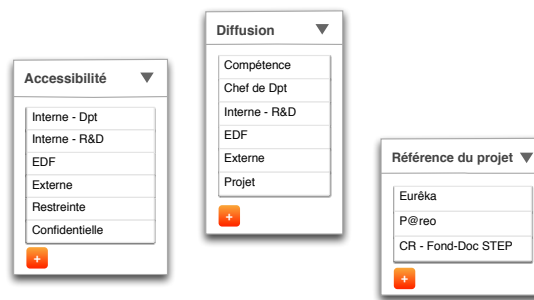 Accessibilité
Interne - Dpt
Interne - R&D
EDF
Externe
Restreinte
Confidentielle
+
Diffusion
Compétence
Chef de Dpt
Interne - R&D
EDF
Externe
Projet
+
Référence du projet
Eurêka
P@reo
CR - Fond-Doc STEP
+